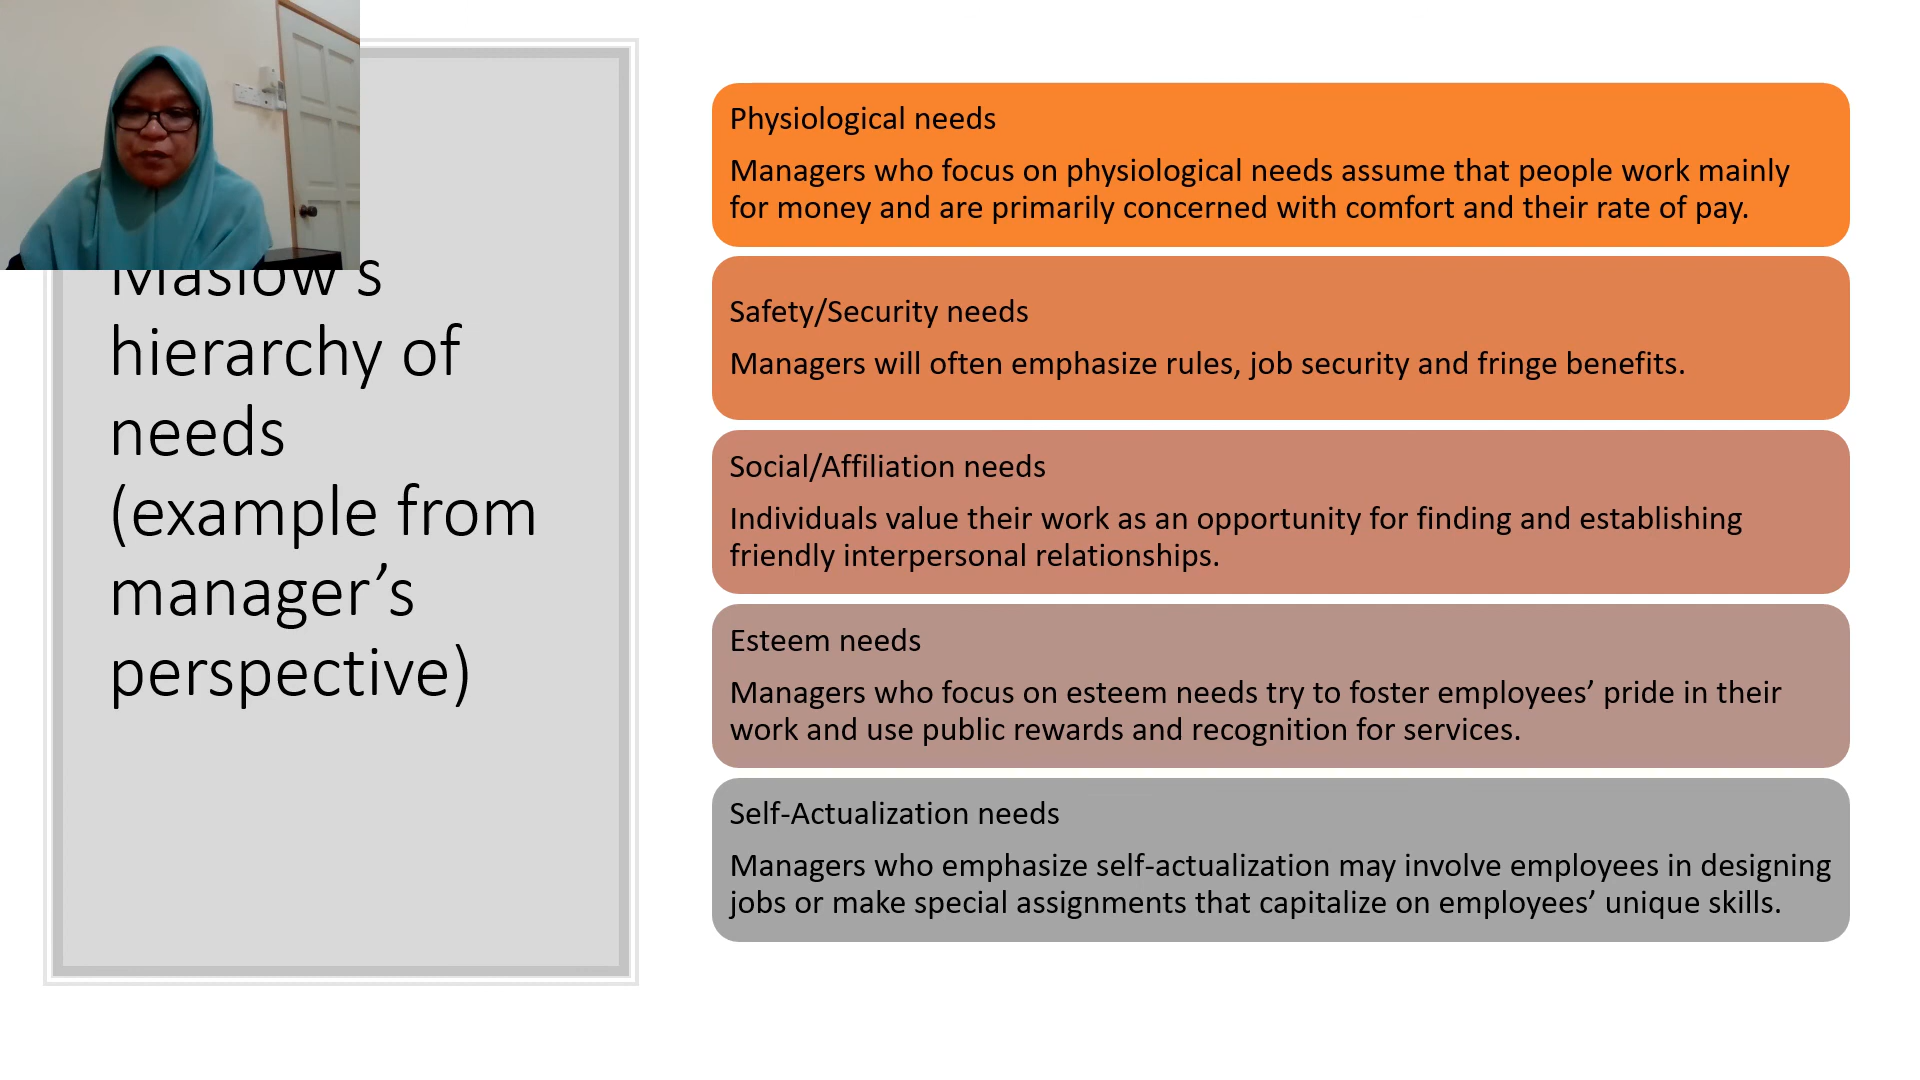 Maslow's
hierarchy of
needs
(example from
manager’s
perspective)
Physiological needs
Managers who focus on physiological needs assume that people work mainly
for money and are primarily concerned with comfort and their rate of pay.
Safety/Security needs
Managers will often emphasize rules, job security and fringe benefits.
Social/Affiliation needs
Individuals value their work as an opportunity for finding and establishing
friendly interpersonal relationships.
Esteem needs
Managers who focus on esteem needs try to foster employees’ pride in their
work and use public rewards and recognition for services.
Self-Actualization needs
Managers who emphasize self-actualization may involve employees in designing
jobs or make special assignments that capitalize on employees’ unique skills.